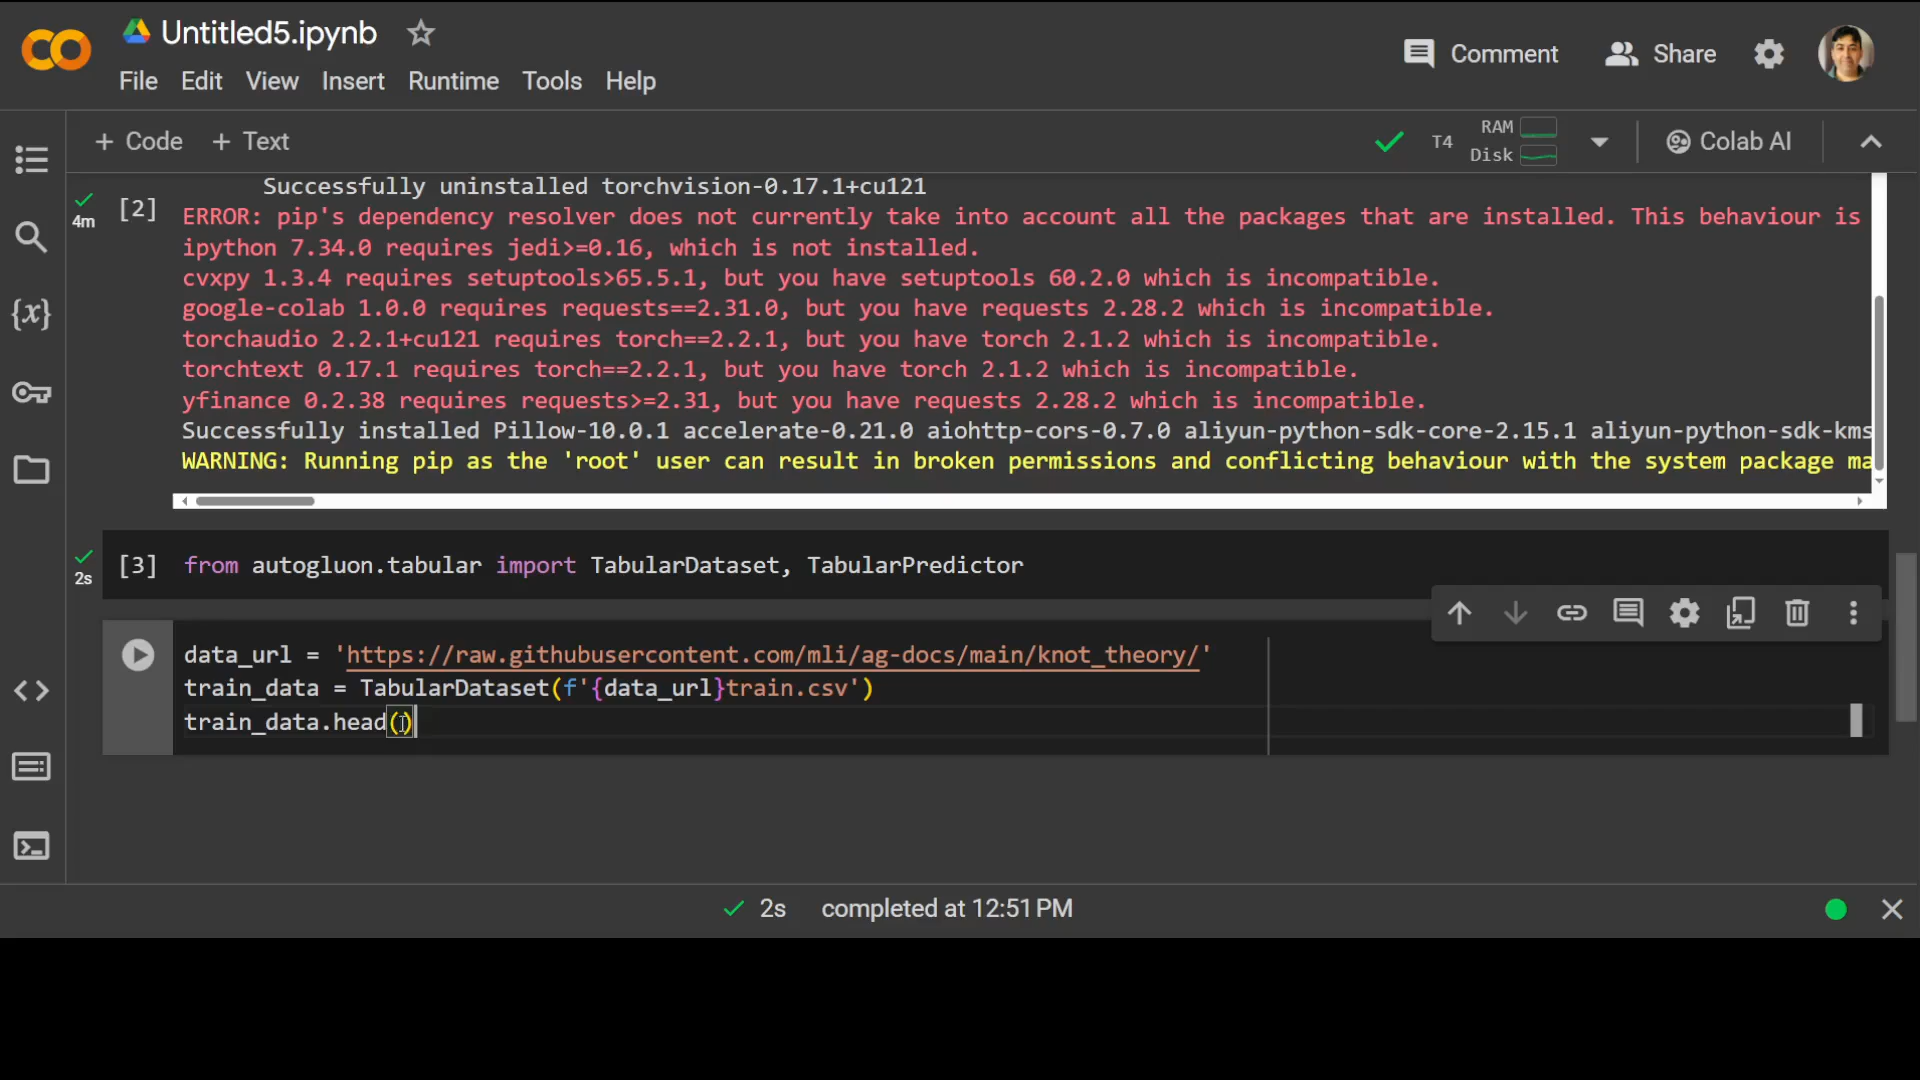 Untitled5.ipynb
Comment
Share
File Edit View Insert Runtime Tools Help
+ Code + Text
T4
RAM
Disk
Colab AI
Successfully uninstalled torchvision-0.17.1+cu121
4m
[2]
ERROR: pip's dependency resolver does not currently take into account all the packages that are installed. This behaviour is
ipython 7.34.0 requires jedi>=0.16, which is not installed.
cvxpy 1.3.4 requires setuptools>65.5.1, but you have setuptools 60.2.0 which is incompatible.
google-colab 1.0.0 requires requests==2.31.0, but you have requests 2.28.2 which is incompatible.
torchaudio 2.2.1+cu121 requires torch==2.2.1, but you have torch 2.1.2 which is incompatible.
torchtext 0.17.1 requires torch==2.2.1, but you have torch 2.1.2 which is incompatible.
yfinance 0.2.38 requires requests>=2.31, but you have requests 2.28.2 which is incompatible.
Successfully installed Pillow-10.0.1 accelerate-0.21.0 aiohttp-cors-0.7.0 aliyun-python-sdk-core-2.15.1 aliyun-python-sdk-kms
WARNING: Running pip as the 'root' user can result in broken permissions and conflicting behaviour with the system package ma
2s
[3]
from autogluon.tabular import TabularDataset, TabularPredictor
data_url = 'https://raw.githubusercontent.com/mli/ag-docs/main/knot_theory/'
train_data = TabularDataset(f'{data_url}train.csv')
train_data.head()
2s completed at 12:51 PM